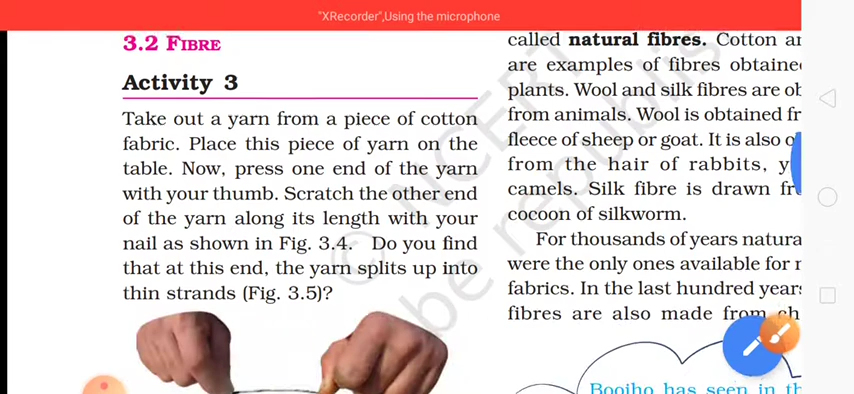 "XRecorder",Using the microphone
3.2 FIBRE
Activity 3
Take out a yarn from a piece of cotton
fabric. Place this piece of yarn on the
table. Now, press one end of the yarn
with your thumb. Scratch the other end
of the yarn along its length with your
nail as shown in Fig. 3.4. Do you find
that at this end, the yarn splits up into
thin strands (Fig. 3.5)?
called natural fibres. Cotton
are examples of fibres
plants. Wool and silk fibres are
from animals. Wool is obtained
fleece of sheep or goat. It is also
from the hair of rabbits,
camels. Silk fibre is drawn
cocoon of silkworm.
For thousands of years
were the only ones available for
fabrics. In the last hundred
fibres are also made from
Boojho has seen in
© NCERT
be republis